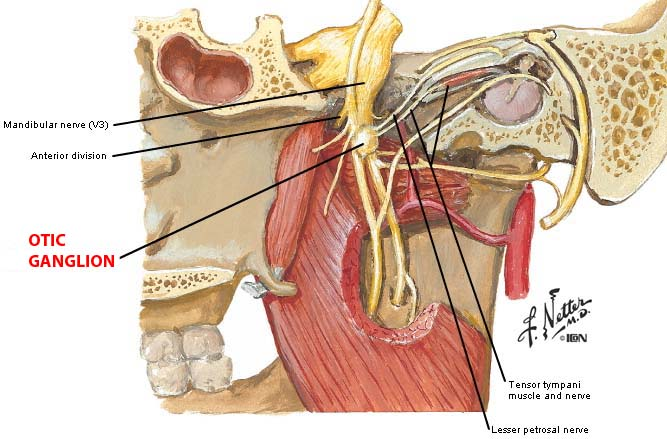 Mandibular nerve (V3)
Anterior division
OTIC
GANGLION
F. Netter
M.D.
© ICON
Tensor tympani
muscle and nerve
Lesser petrosal nerve